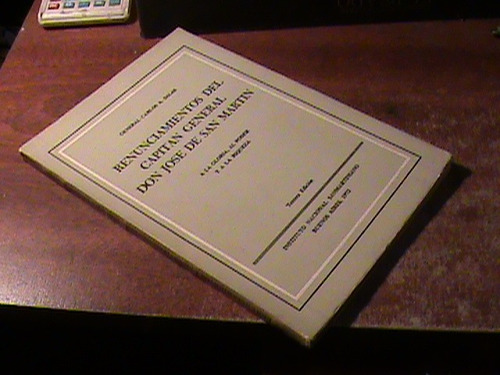 GENERAL CARLOS A. SALAS
RENUNCIAMIENTOS DEL
CAPITAN GENERAL
DON JOSE DE SAN MARTIN
A LA GLORIA, AL PODER
Y A LA RIQUEZA
Tercera Edición
INSTITUTO NACIONAL SANMARTINIANO
BUENOS AIRES, 1972